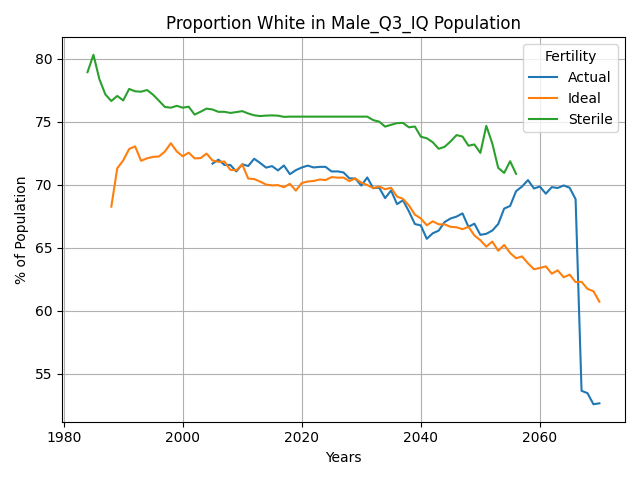 Proportion White in Male_Q3_IQ Population
Fertility
Actual
Ideal
Sterile
% of Population
80
75
70
65
60
55
1980
2000
2020
2040
2060
Years